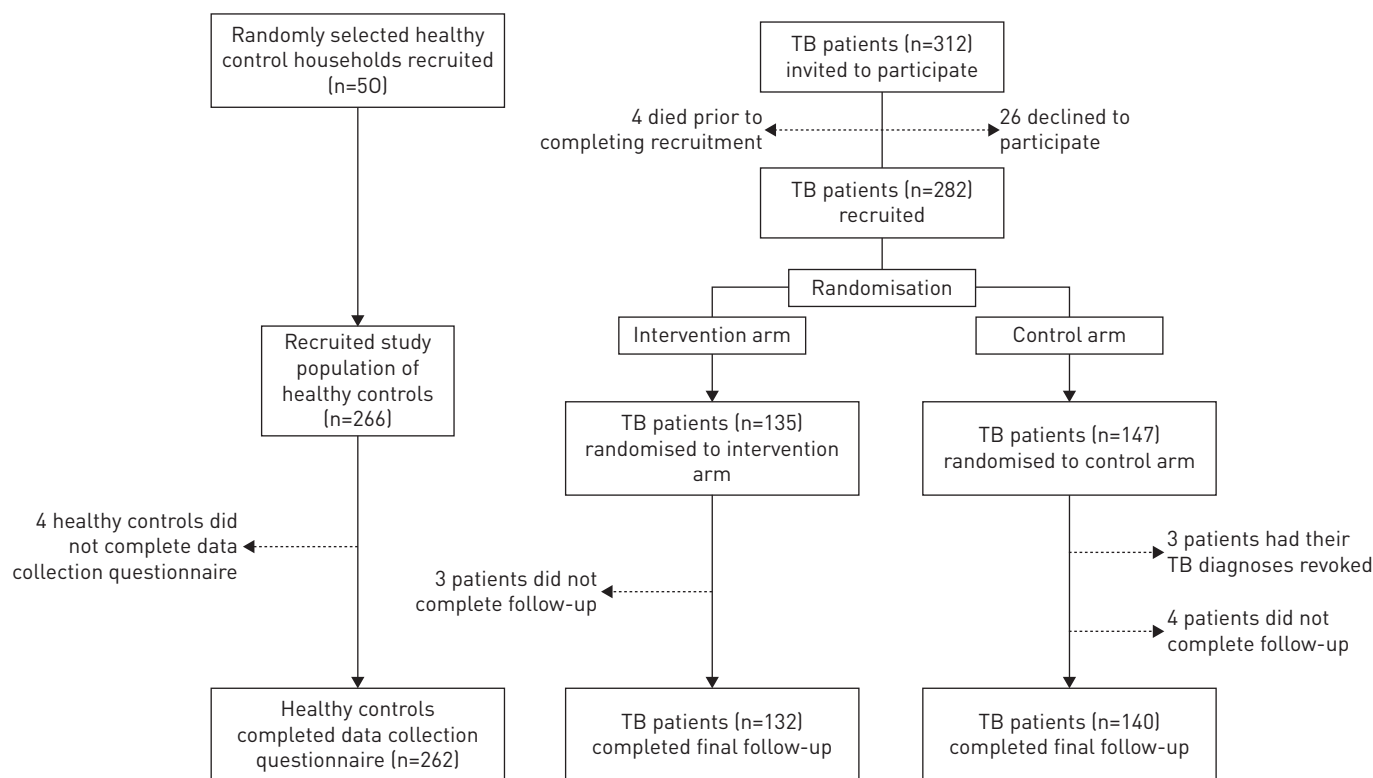 Randomly selected healthy
control households recruited
(n=50)
Recruited study
population of
healthy controls
(n=266)
4 healthy controls did
not complete data
collection questionnaire
Healthy controls
completed data collection
questionnaire (n=262)
TB patients (n=312)
invited to participate
4 died prior to
completing recruitment
26 declined to
participate
TB patients (n=282)
recruited
Randomisation
Intervention arm
Control arm
TB patients (n=135)
randomised to intervention
arm
TB patients (n=147)
randomised to control arm
3 patients did not
complete follow-up
3 patients had their
TB diagnoses revoked
4 patients did not
complete follow-up
TB patients (n=132)
completed final follow-up
TB patients (n=140)
completed final follow-up